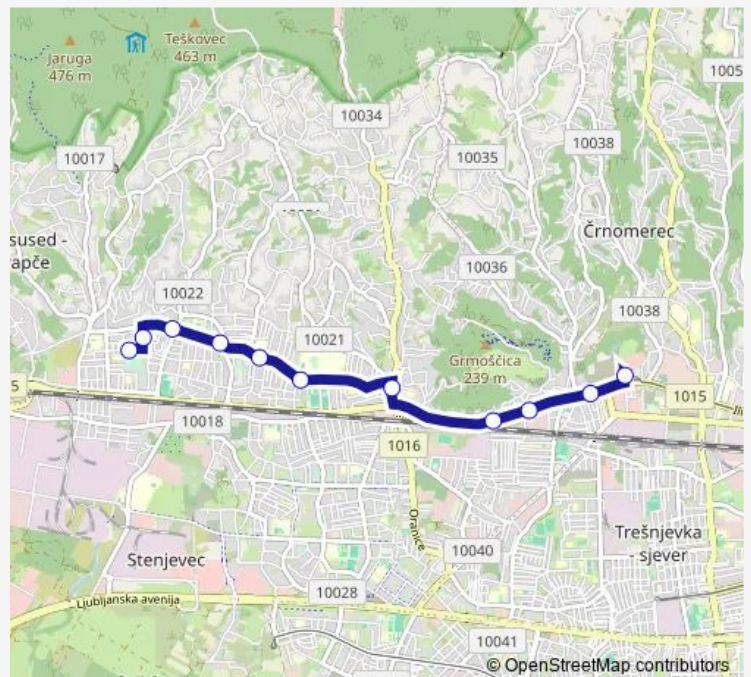 Teškovec
463 m
Jaruga
476 m
10034
1005
10017
10035
10038
Črnomerec
sused -
apče
10036
10022
10038
10021
Grmoščica
239 m
5
1015
10018
1016
Oranice
Trešnjevka
- sjever
10040
Stenjevec
10028
Ljubljanska avenija
10041
© OpenStreetMap contributors